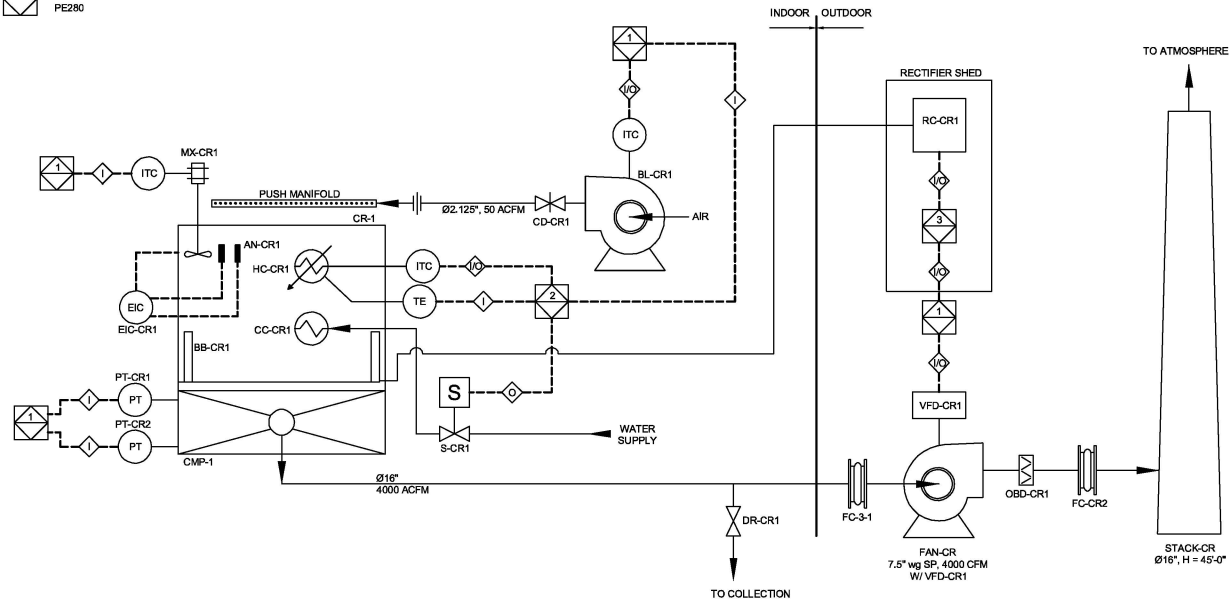 PE280
INDOOR
OUTDOOR
TO ATMOSPHERE
1
RECTIFIER SHED
I/O
I
RC-CR1
ITC
MX-CR1
1
I
ITC
BL-CR1
I/O
PUSH MANIFOLD
Ø2.125", 50 ACFM
CD-CR1
AIR
CR-1
3
AN-CR1
HC-CR1
ITC
I/O
I/O
TE
I
2
EIC
EIC-CR1
1
CC-CR1
BB-CR1
I/O
PT-CR1
I
PT
S
O
VFD-CR1
1
PT-CR2
I
PT
WATER
SUPPLY
S-CR1
CMP-1
Ø16"
4000 ACFM
OBD-CR1
FC-CR2
FC-3-1
DR-CR1
FAN-CR
7.5" wg SP, 4000 CFM
W/ VFD-CR1
STACK-CR
Ø16", H = 45'-0"
TO COLLECTION